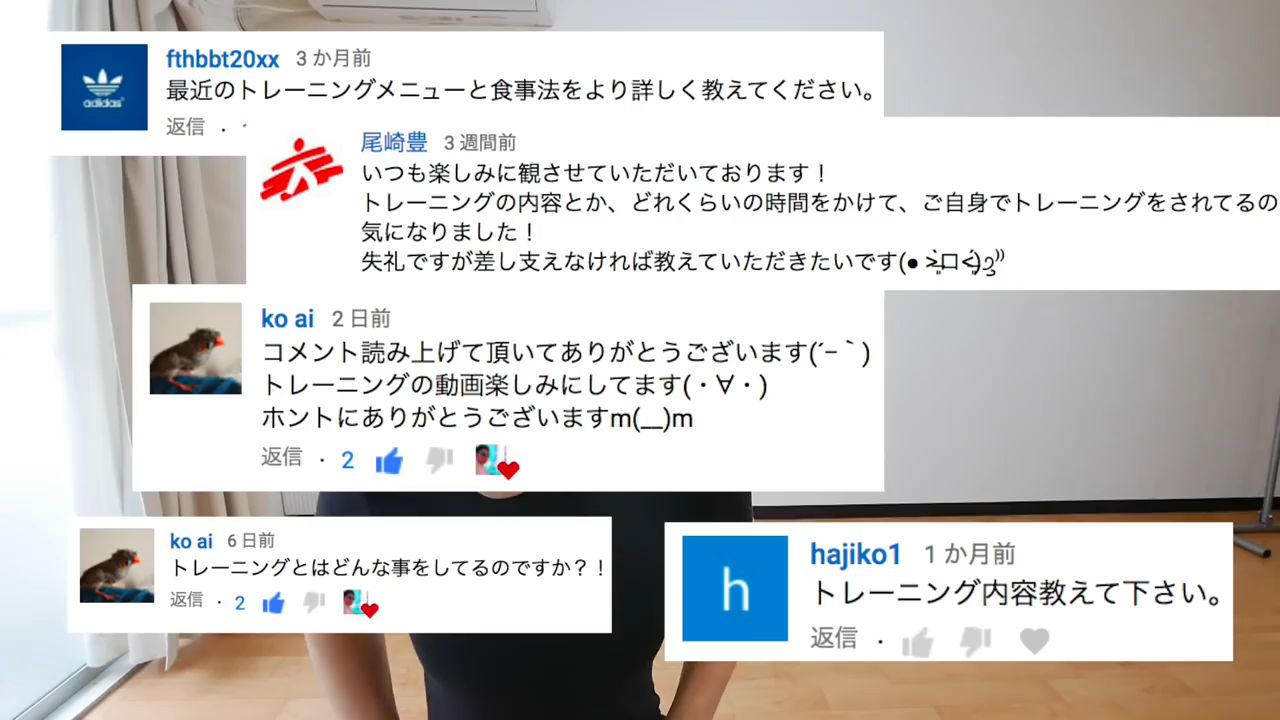 fthbbt20xx 3 か月前
最近のトレーニングメニューと食事法をより詳しく教えてください。
返信 ・
adidas
尾崎豊 3 週間前
いつも楽しみに観させていただいております！
トレーニングの内容とか、どれくらいの時間をかけて、ご自身でトレーニングをされてるの
気になりました！
失礼ですが差し支えなければ教えていただきたいです
ko ai 2 日前
コメント読み上げて頂いてありがとうございます(´−｀)
トレーニングの動画楽しみにしてます(・∀・)
ホントにありがとうございますm(__)m
返信 ・ 2
ko ai 6 日前
トレーニングとはどんな事をしてるのですか？！
返信 ・ 2
h
hajiko1 1 か月前
トレーニング内容教えて下さい。
返信 ・